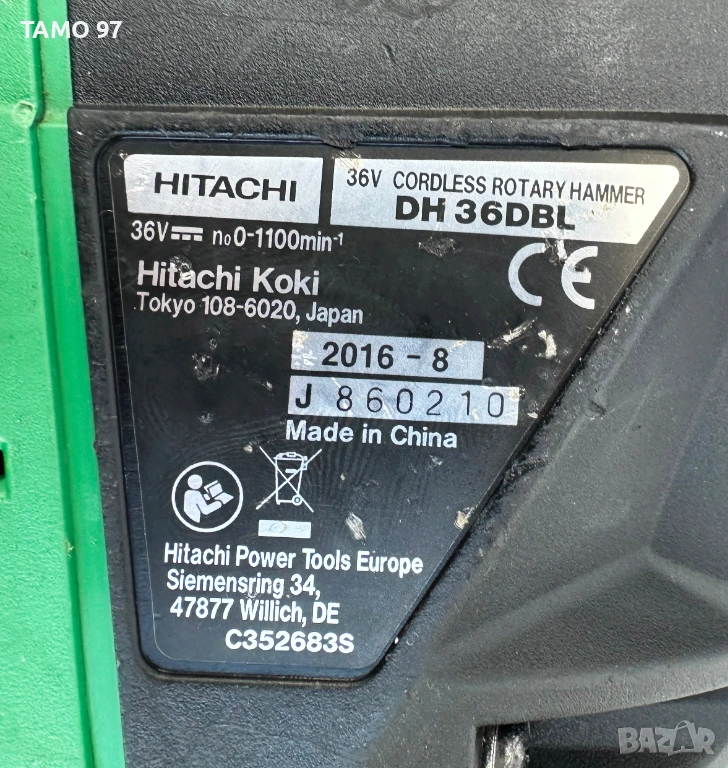 TAMO 97
HITACHI
36V CORDLESS ROTARY HAMMER
DH 36DBL
36V n₀0-1100min⁻¹
Hitachi Koki
Tokyo 108-6020, Japan
CE
2016 - 8
J 860210
Made in China
Hitachi Power Tools Europe
Siemensring 34,
47877 Willich, DE
C352683S
BAZAR